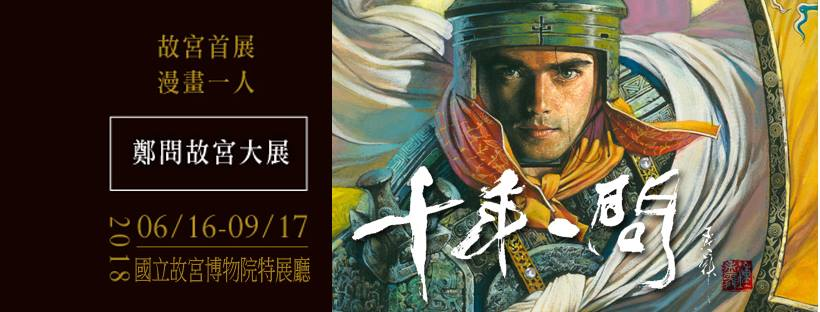 故宮首展
漫畫一人
鄭問故宮大展
2018
06/16-09/17
國立故宮博物院特展廳
千年一問